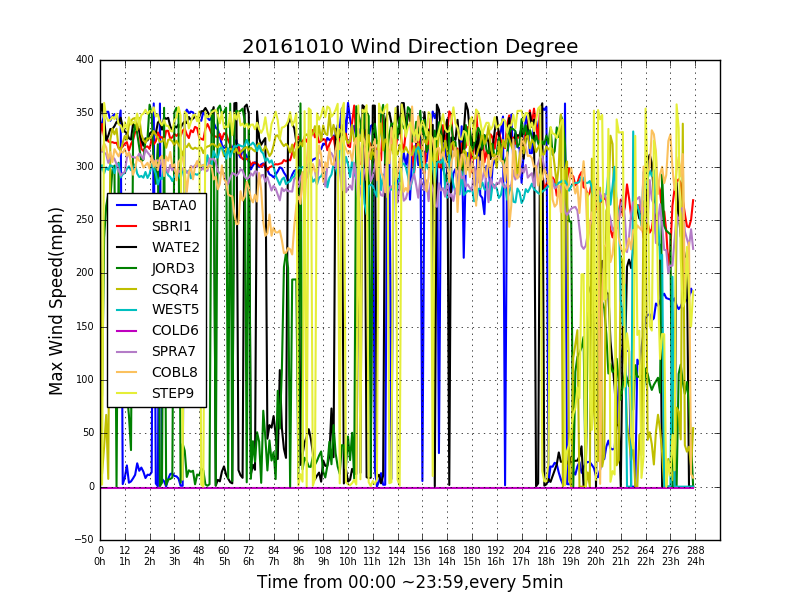 20161010 Wind Direction Degree
Max Wind Speed(mph)
400
350
300
250
200
150
100
50
0
−50
BATA0
SBRI1
WATE2
JORD3
CSQR4
WEST5
COLD6
SPRA7
COBL8
STEP9
0 12 24 36 48 60 72 84 96 108 120 132 144 156 168 180 192 204 216 228 240 252 264 276 288
0h 1h 2h 3h 4h 5h 6h 7h 8h 9h 10h 11h 12h 13h 14h 15h 16h 17h 18h 19h 20h 21h 22h 23h 24h
Time from 00:00 ~23:59,every 5min